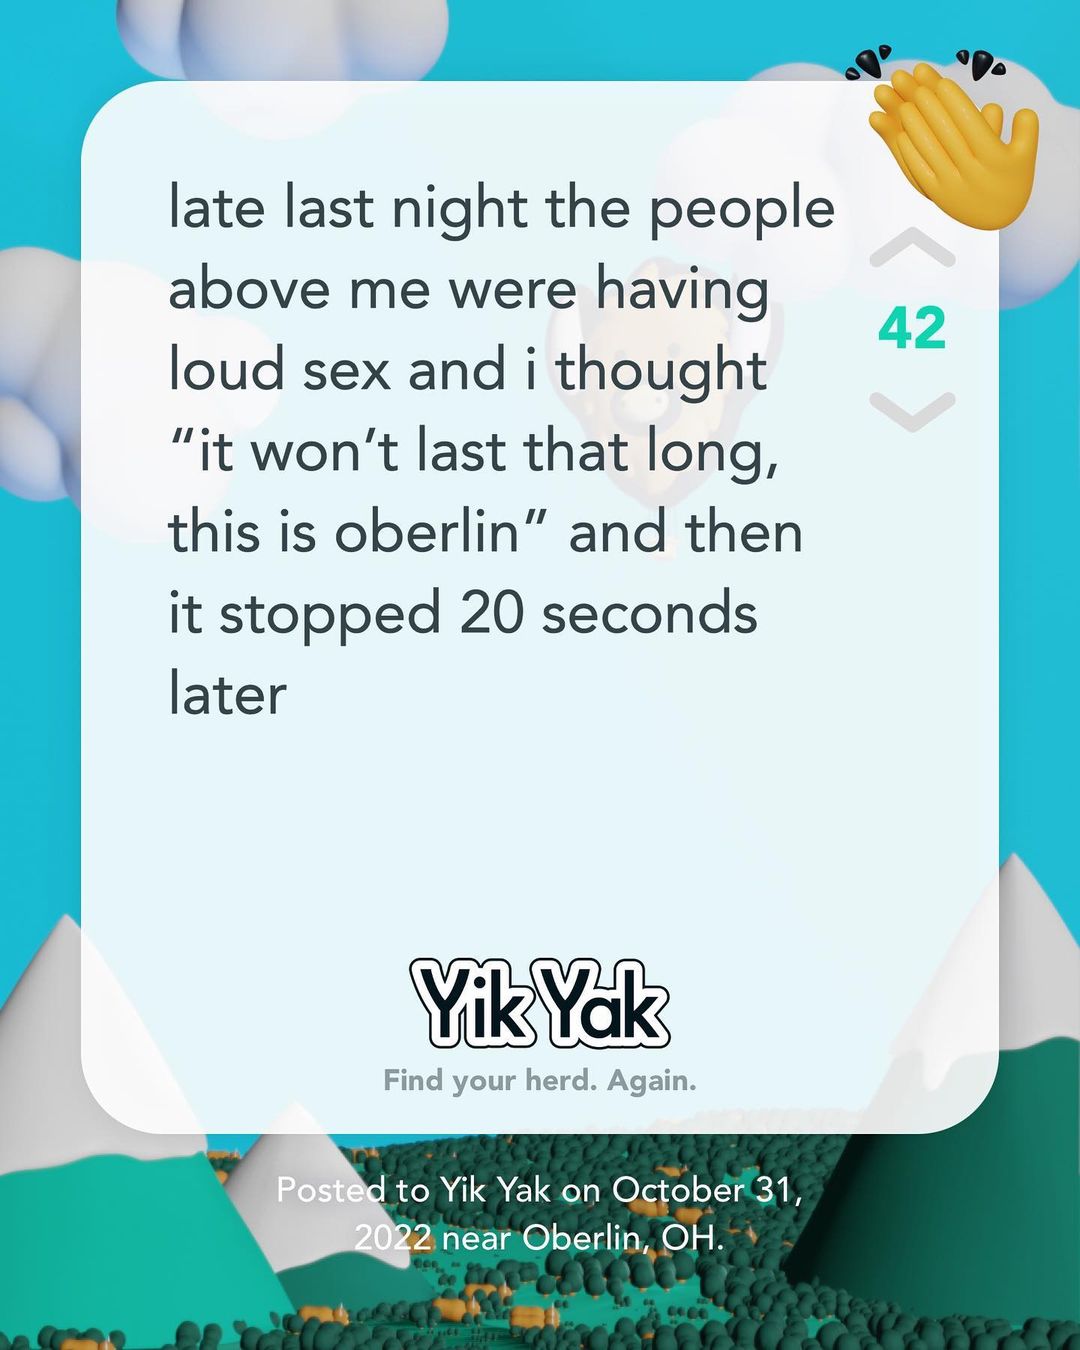 late last night the people
above me were having
loud sex and i thought
“it won’t last that long,
this is oberlin” and then
it stopped 20 seconds
later
42
Yik Yak
Find your herd. Again.
Posted to Yik Yak on October 31,
2022 near Oberlin, OH.